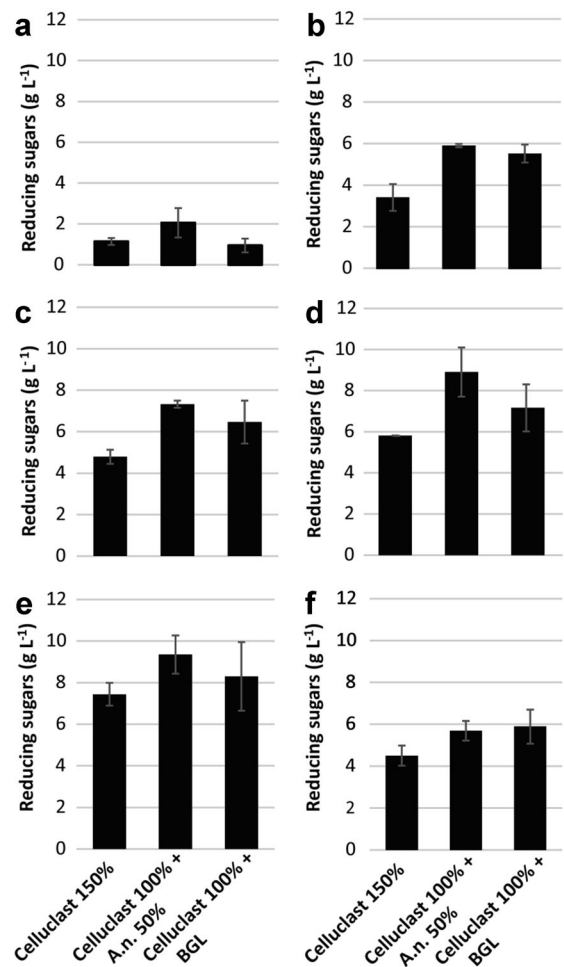 a
Reducing sugars (g L-1)
12
10
8
6
4
2
0
b
Reducing sugars (g L-1)
12
10
8
6
4
2
0
c
Reducing sugars (g L-1)
12
10
8
6
4
2
0
d
Reducing sugars (g L-1)
12
10
8
6
4
2
0
e
Reducing sugars (g L-1)
12
10
8
6
4
2
0
Celluclast 150%
Celluclast 100% +
A.n. 50%
Celluclast 100% +
BGL
f
Reducing sugars (g L-1)
12
10
8
6
4
2
0
Celluclast 150%
Celluclast 100% +
A.n. 50%
Celluclast 100% +
BGL